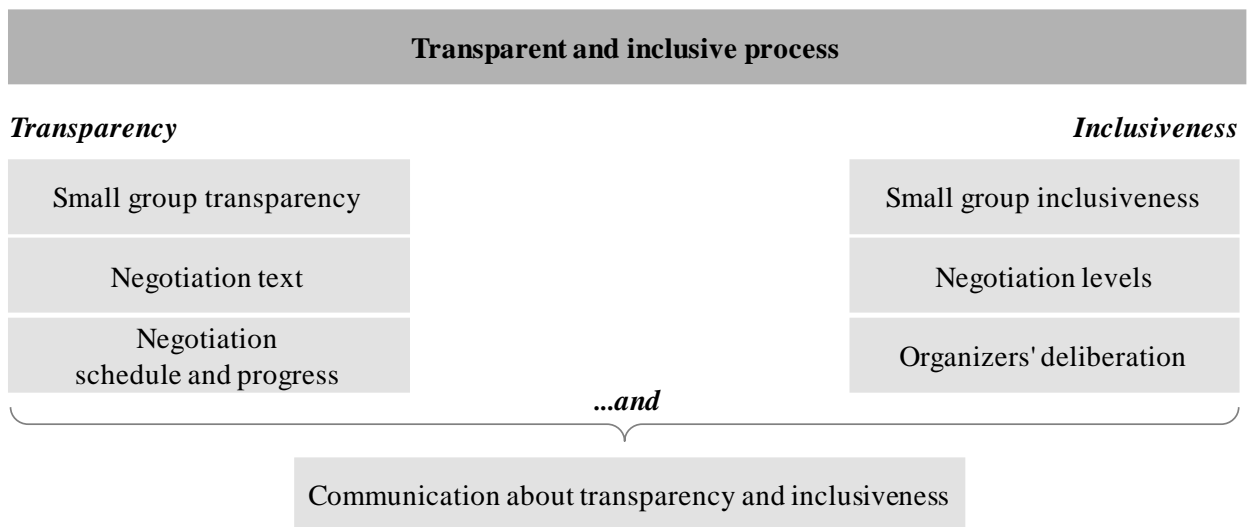 Transparent and inclusive process
Transparency
Inclusiveness
Small group transparency
Small group inclusiveness
Negotiation text
Negotiation levels
Negotiation
schedule and progress
Organizers' deliberation
...and
Communication about transparency and inclusiveness